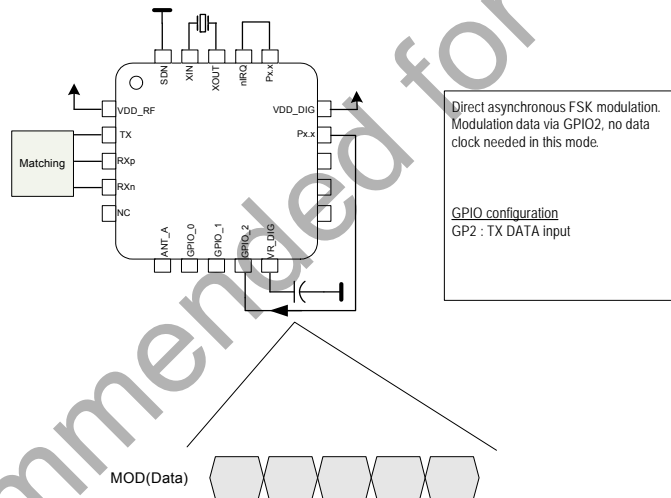 SDN
XIN
XOUT
nIRQ
Px.x
VDD_RF
TX
RXp
RXn
NC
VDD_DIG
Px.x
Matching
ANT_A
GPIO_0
GPIO_1
GPIO_2
VR_DIG
Direct asynchronous FSK modulation.
Modulation data via GPIO2, no data
clock needed in this mode.
GPIO configuration
GP2 : TX DATA input
MOD(Data)
mmended for